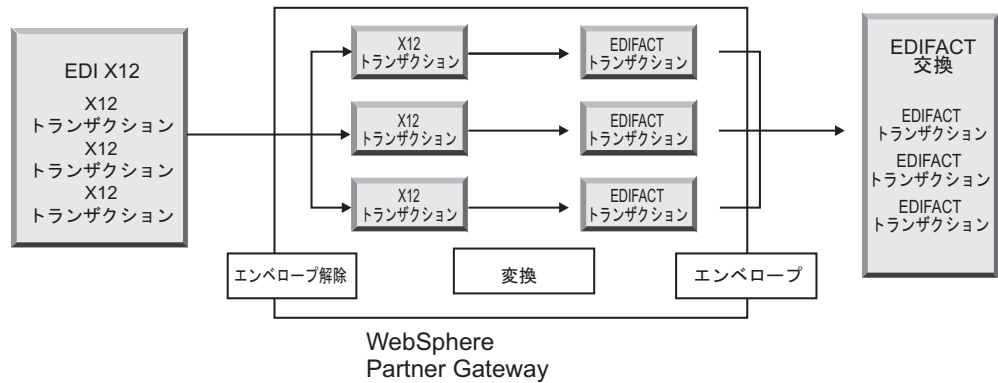 EDI X12
X12
トランザクション
X12
トランザクション
X12
トランザクション
X12
トランザクション
EDIFACT
トランザクション
X12
トランザクション
EDIFACT
トランザクション
X12
トランザクション
EDIFACT
トランザクション
エンベロープ解除
変換
エンベロープ
EDIFACT
交換
EDIFACT
トランザクション
EDIFACT
トランザクション
EDIFACT
トランザクション
WebSphere
Partner Gateway